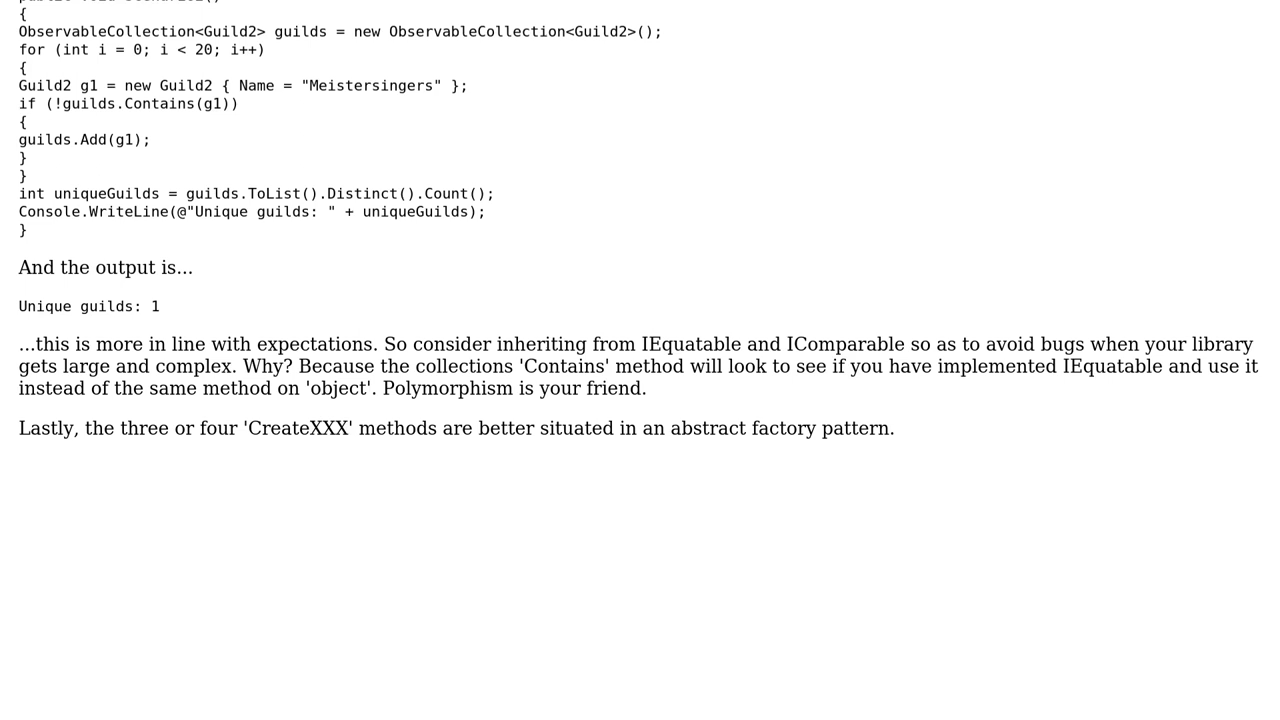 {
ObservableCollection<Guild2> guilds = new ObservableCollection<Guild2>();
for (int i = 0; i < 20; i++)
{
Guild2 g1 = new Guild2 { Name = "Meistersingers" };
if (!guilds.Contains(g1))
{
guilds.Add(g1);
}
}
int uniqueGuilds = guilds.ToList().Distinct().Count();
Console.WriteLine(@"Unique guilds: " + uniqueGuilds);
}
And the output is...
Unique guilds: 1
...this is more in line with expectations. So consider inheriting from IEquatable and IComparable so as to avoid bugs when your library
gets large and complex. Why? Because the collections 'Contains' method will look to see if you have implemented IEquatable and use it
instead of the same method on 'object'. Polymorphism is your friend.
Lastly, the three or four 'CreateXXX' methods are better situated in an abstract factory pattern.